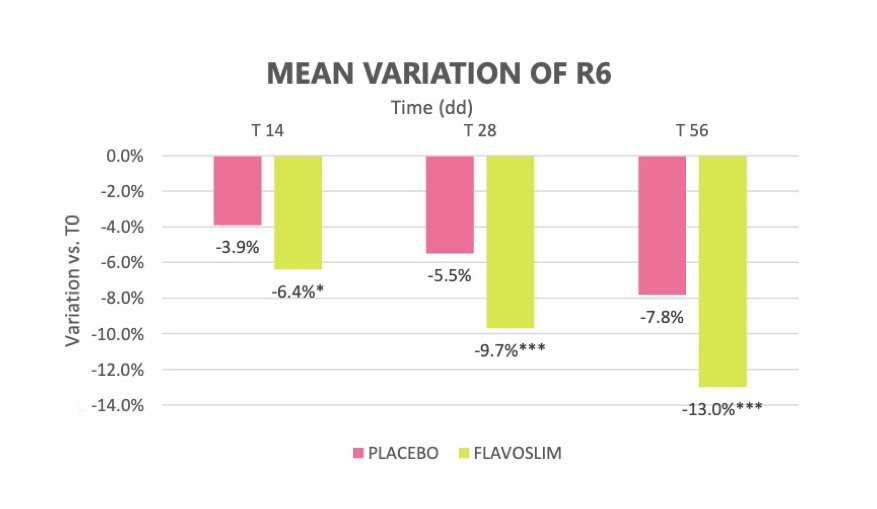 MEAN VARIATION OF R6
Time (dd)
T 14 T 28 T 56
0.0%
-2.0%
-4.0%
-6.0%
-8.0%
-10.0%
-12.0%
-14.0%
Variation vs. T0
-3.9%
-6.4%*
-5.5%
-9.7%***
-7.8%
-13.0%***
PLACEBO FLAVOSLIM